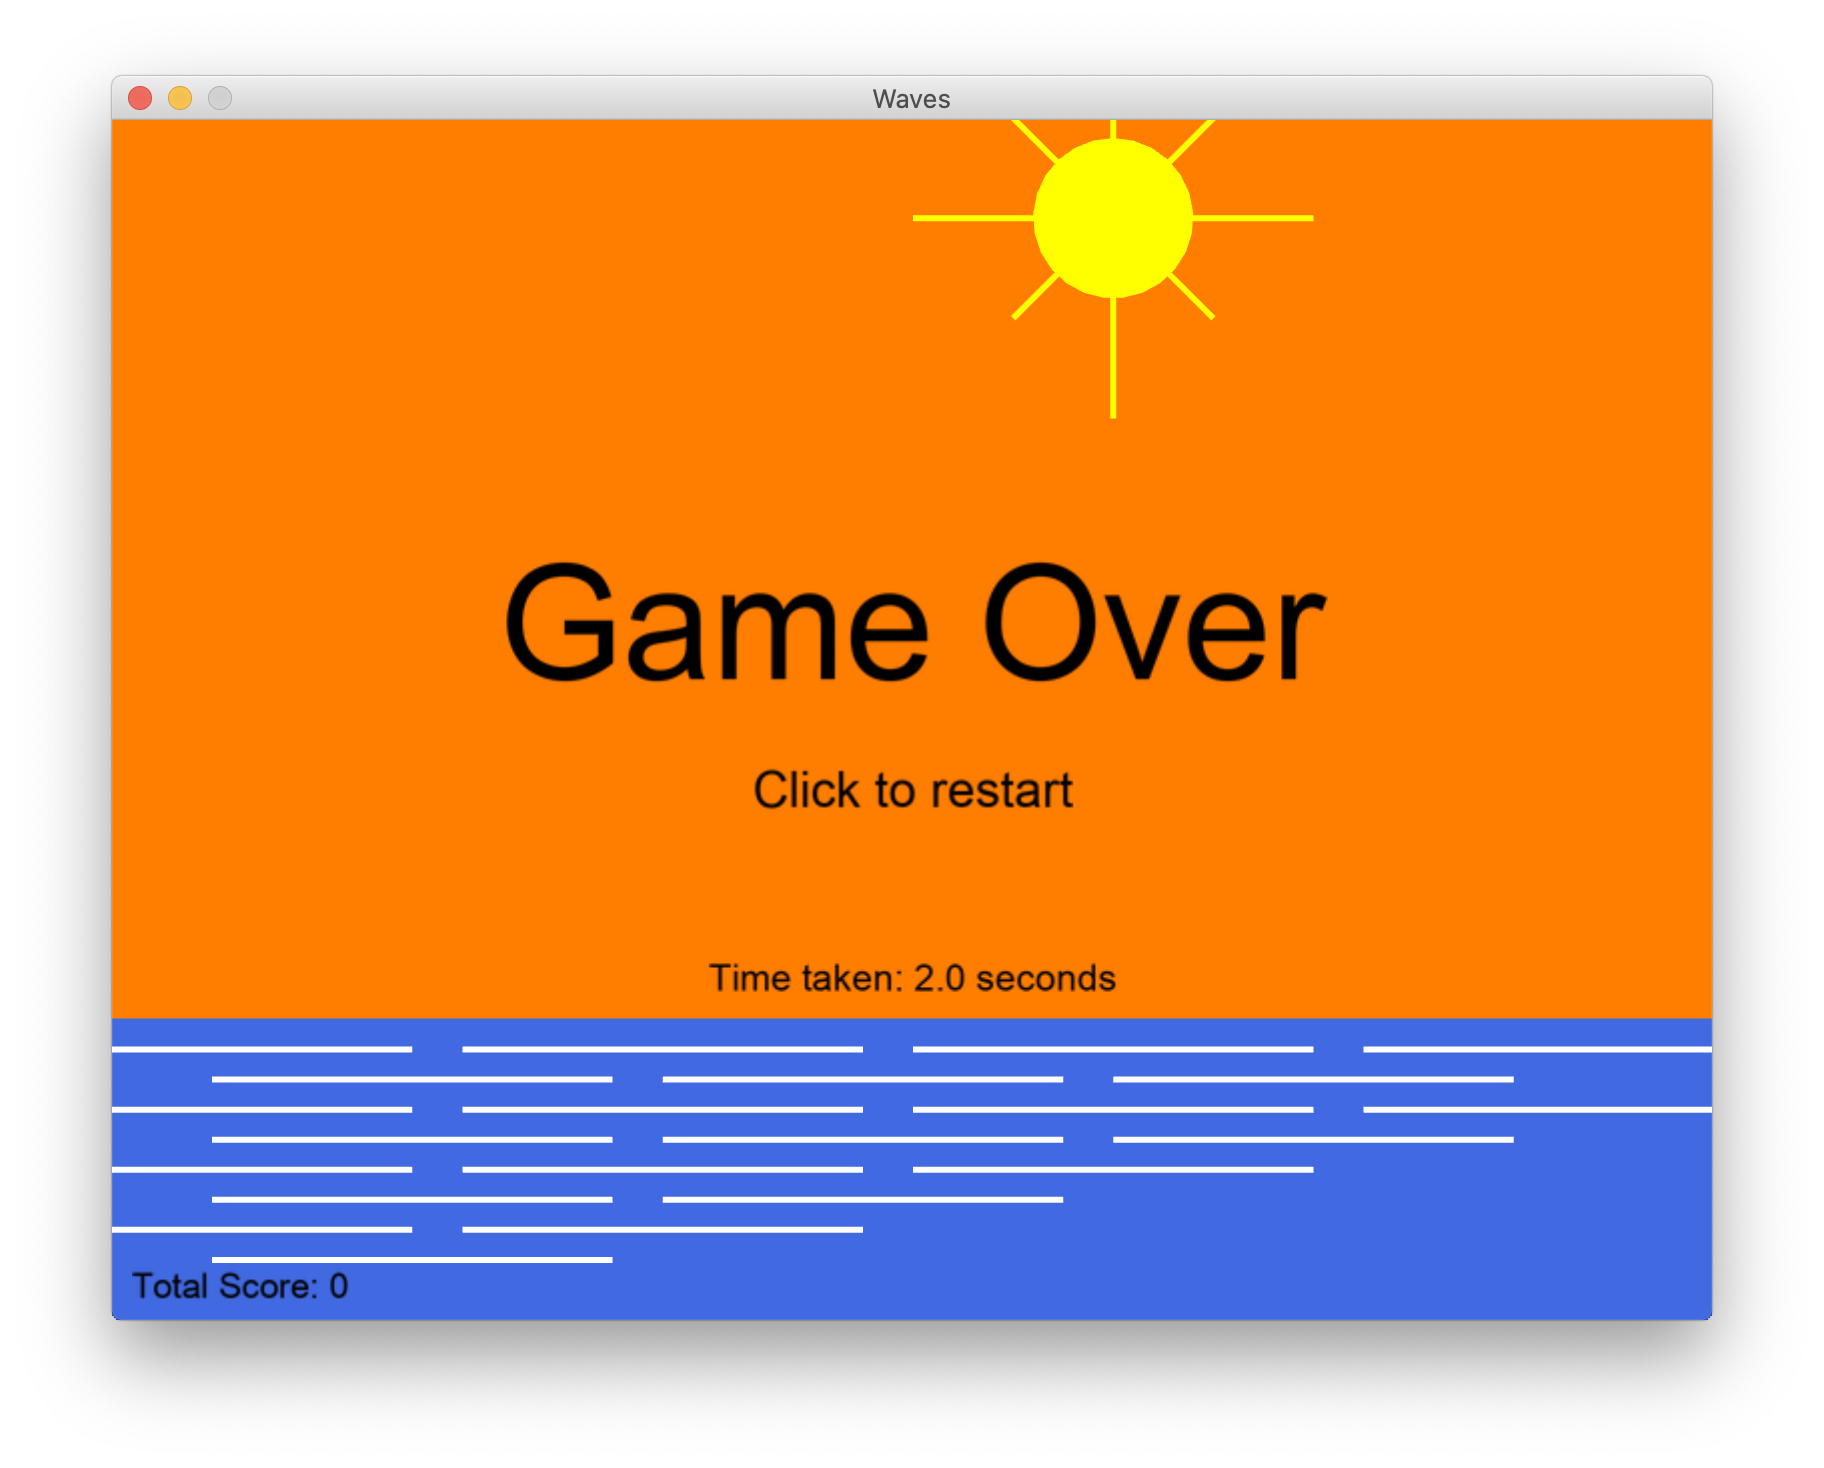 Waves
Game Over
Click to restart
Time taken: 2.0 seconds
Total Score: 0